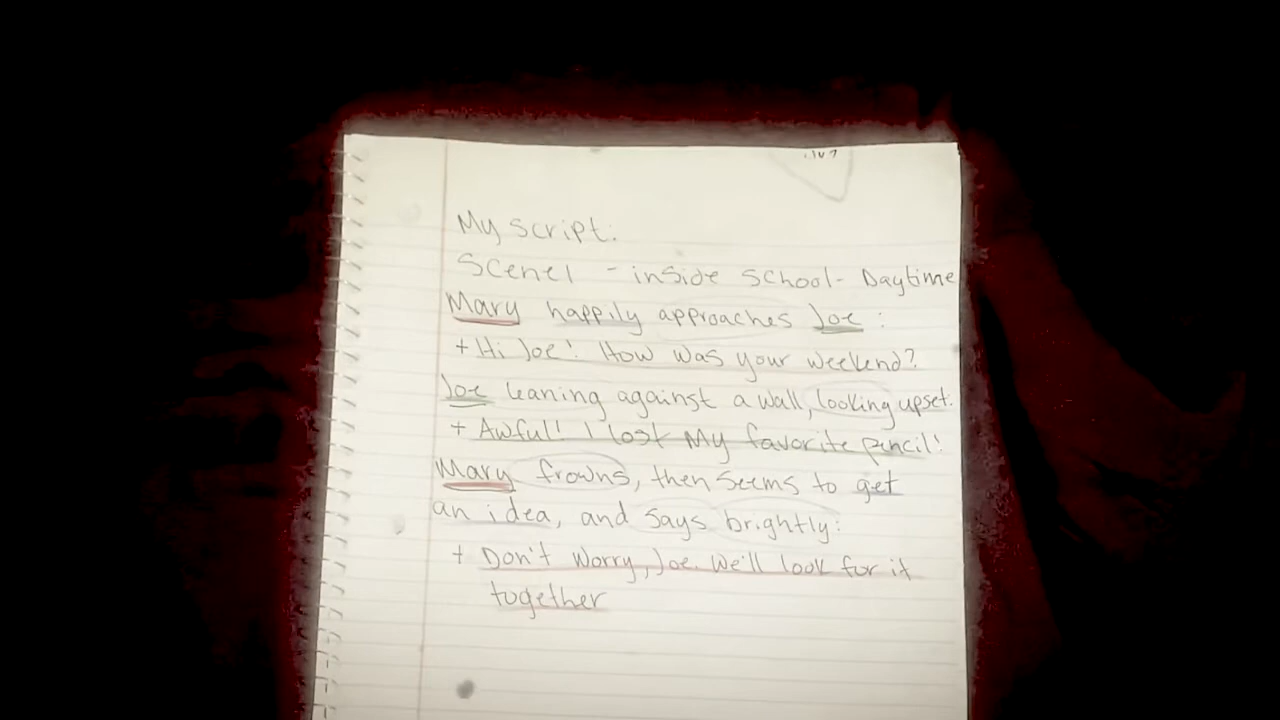 My script:
Scene 1 - inside school - Daytime
Mary happily approaches Joe :
+ Hi Joe! How was your weekend?
Joe leaning against a wall, looking upset.
+ Awful! I lost My favorite pencil!
Mary frowns, then seems to get
an idea, and says brightly:
+ Don't worry, Joe. We'll look for it
together